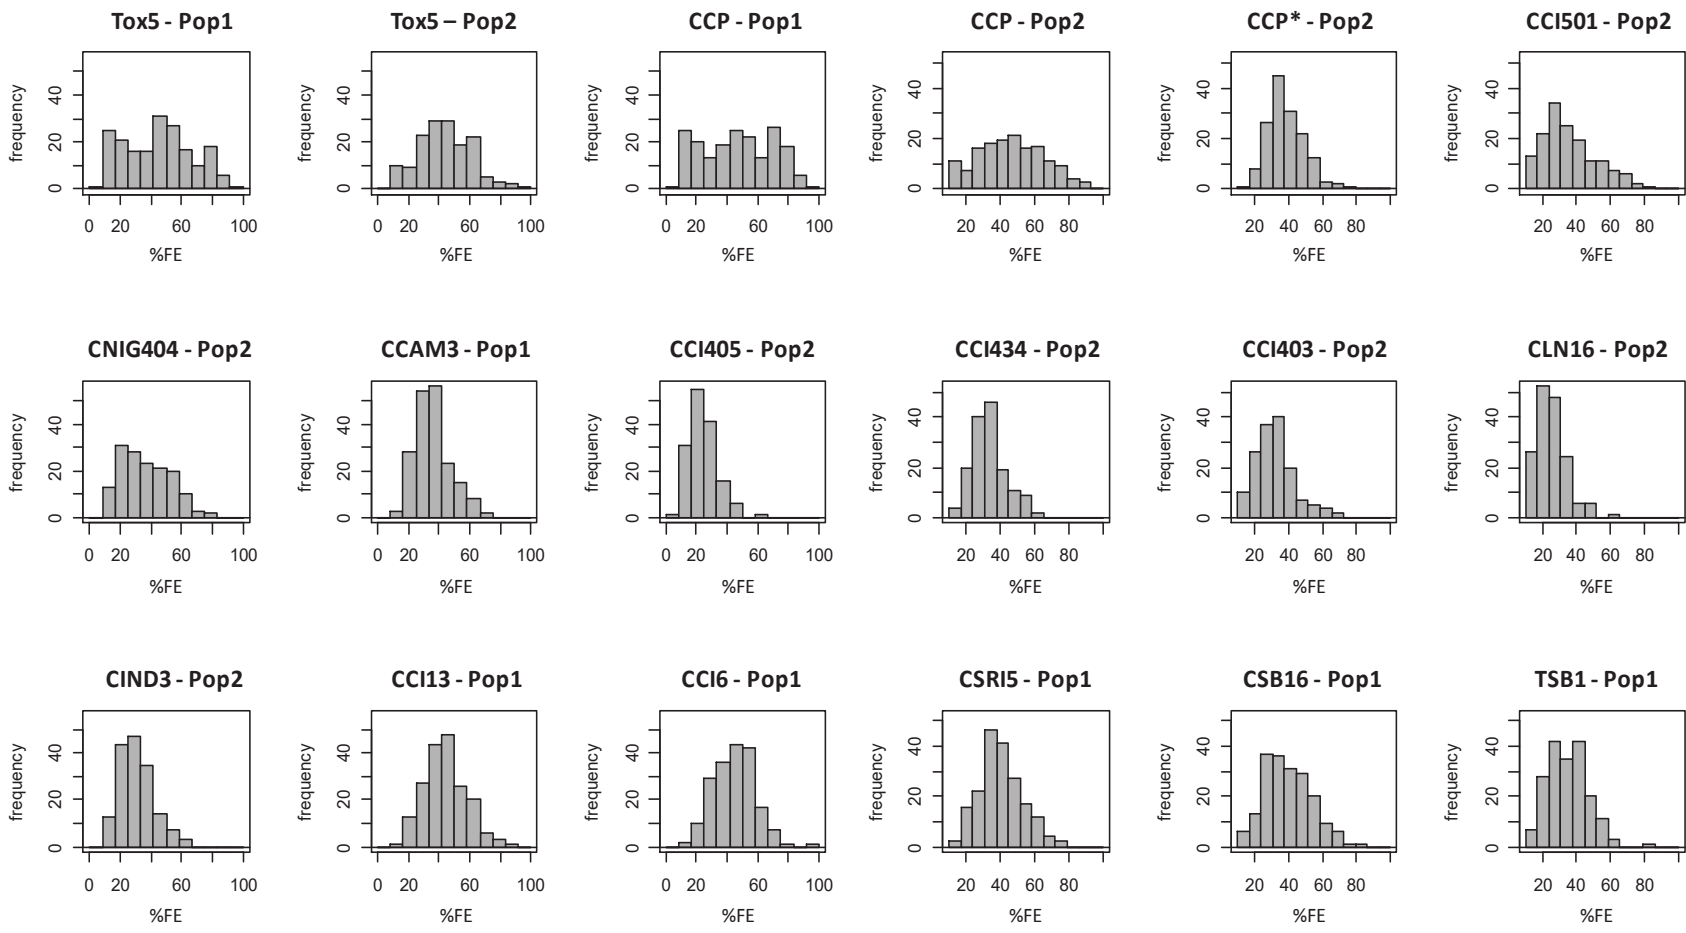 Tox5 - Pop1
Tox5 – Pop2
CCP - Pop1
CCP - Pop2
CCP* - Pop2
CCI501 - Pop2
frequency
0 20 40
0 20 60 100
%FE
frequency
0 20 40
0 20 60 100
%FE
frequency
0 20 40
0 20 60 100
%FE
frequency
0 20 40
20 40 60 80
%FE
frequency
0 20 40
20 40 60 80
%FE
frequency
0 20 40
20 40 60 80
%FE
CNIG404 - Pop2
CCAM3 - Pop1
CCI405 - Pop2
CCI434 - Pop2
CCI403 - Pop2
CLN16 - Pop2
frequency
0 20 40
0 20 60 100
%FE
frequency
0 20 40
0 20 60 100
%FE
frequency
0 20 40
0 20 60 100
%FE
frequency
0 20 40
20 40 60 80
%FE
frequency
0 20 40
20 40 60 80
%FE
frequency
0 20 40
20 40 60 80
%FE
CIND3 - Pop2
CCI13 - Pop1
CCI6 - Pop1
CSRI5 - Pop1
CSB16 - Pop1
TSB1 - Pop1
frequency
0 20 40
0 20 60 100
%FE
frequency
0 20 40
0 20 60 100
%FE
frequency
0 20 40
0 20 60 100
%FE
frequency
0 20 40
20 40 60 80
%FE
frequency
0 20 40
20 40 60 80
%FE
frequency
0 20 40
20 40 60 80
%FE